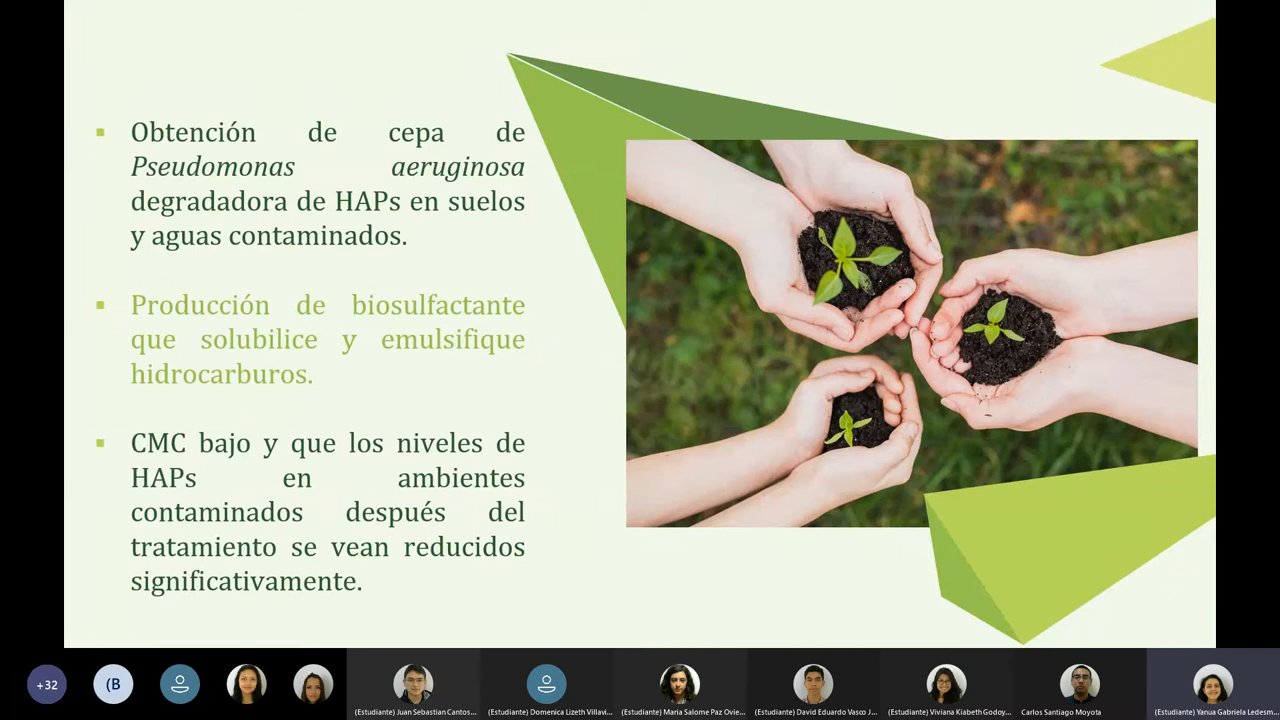 Obtención de cepa de
Pseudomonas aeruginosa
degradadora de HAPs en suelos
y aguas contaminados.
Producción de biosulfactante
que solubilice y emulsifique
hidrocarburos.
CMC bajo y que los niveles de
HAPs en ambientes
contaminados después del
tratamiento se vean reducidos
significativamente.
+32
(B
(Estudiante) Juan Sebastian Cantos...
(Estudiante) Domenica Lizeth Villavi...
(Estudiante) Maria Salome Paz Ovie...
(Estudiante) David Eduardo Vasco J...
(Estudiante) Viviana Kiabeth Godoy...
Carlos Santiago Moyota
(Estudiante) Yanua Gabriela Ledesm...